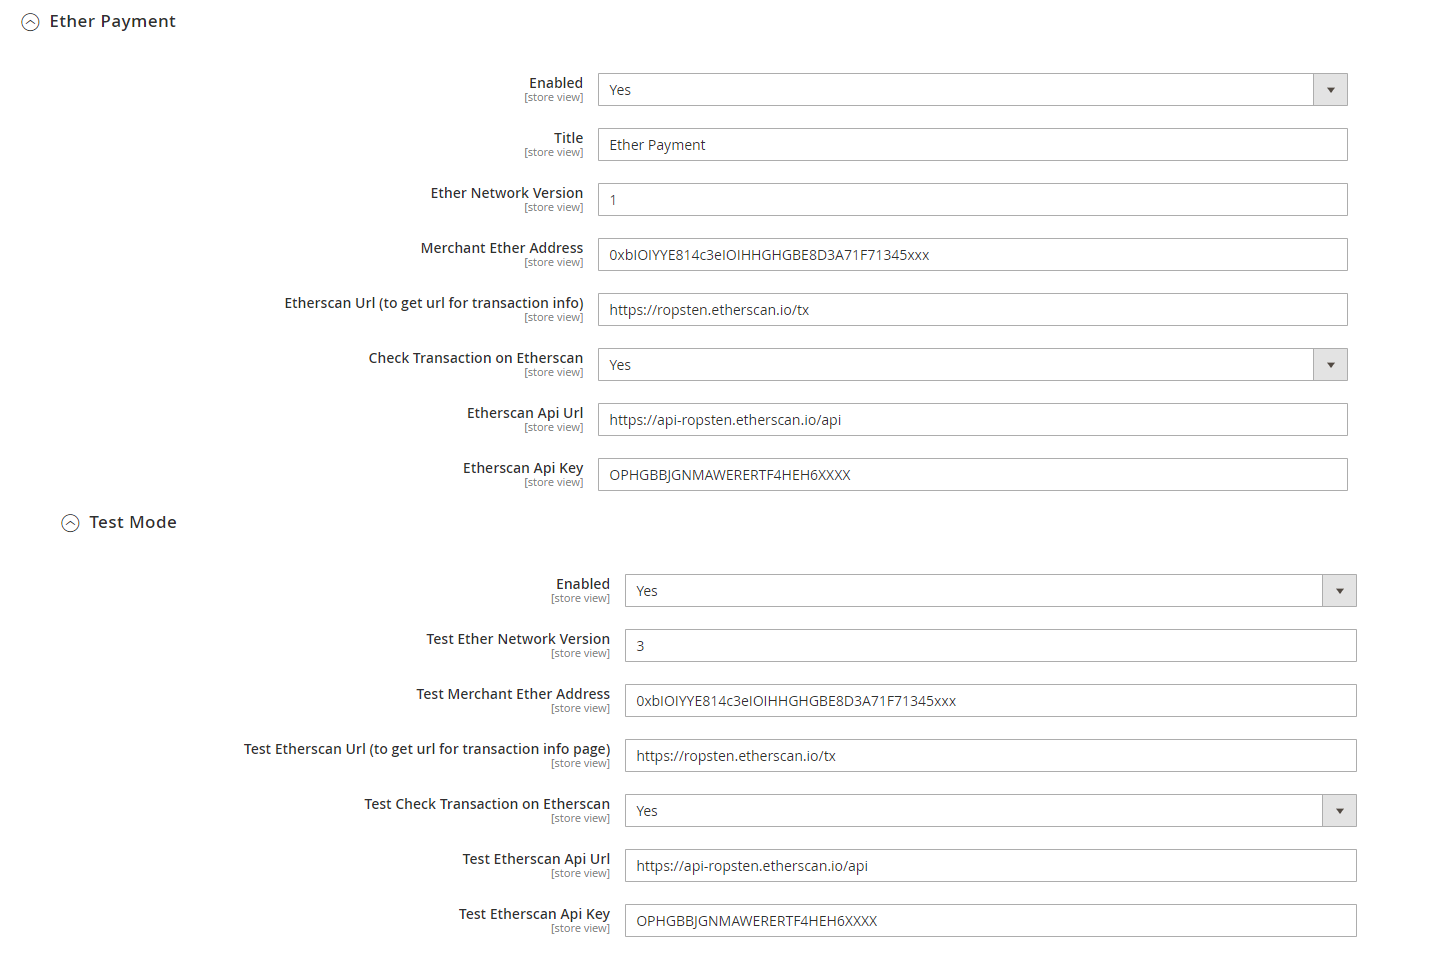 Ether Payment
Enabled
[store view]
Yes
Title
[store view]
Ether Payment
Ether Network Version
[store view]
1
Merchant Ether Address
[store view]
0xbIOIYYE814c3eIOIHHGHGBE8D3A71F71345xxx
Etherscan Url (to get url for transaction info)
[store view]
https://ropsten.etherscan.io/tx
Check Transaction on Etherscan
[store view]
Yes
Etherscan Api Url
[store view]
https://api-ropsten.etherscan.io/api
Etherscan Api Key
[store view]
OPHGBBJGNMAWERERTF4HEH6XXXX
Test Mode
Enabled
[store view]
Yes
Test Ether Network Version
[store view]
3
Test Merchant Ether Address
[store view]
0xbIOIYYE814c3eIOIHHGHGBE8D3A71F71345xxx
Test Etherscan Url (to get url for transaction info page)
[store view]
https://ropsten.etherscan.io/tx
Test Check Transaction on Etherscan
[store view]
Yes
Test Etherscan Api Url
[store view]
https://api-ropsten.etherscan.io/api
Test Etherscan Api Key
[store view]
OPHGBBJGNMAWERERTF4HEH6XXXX